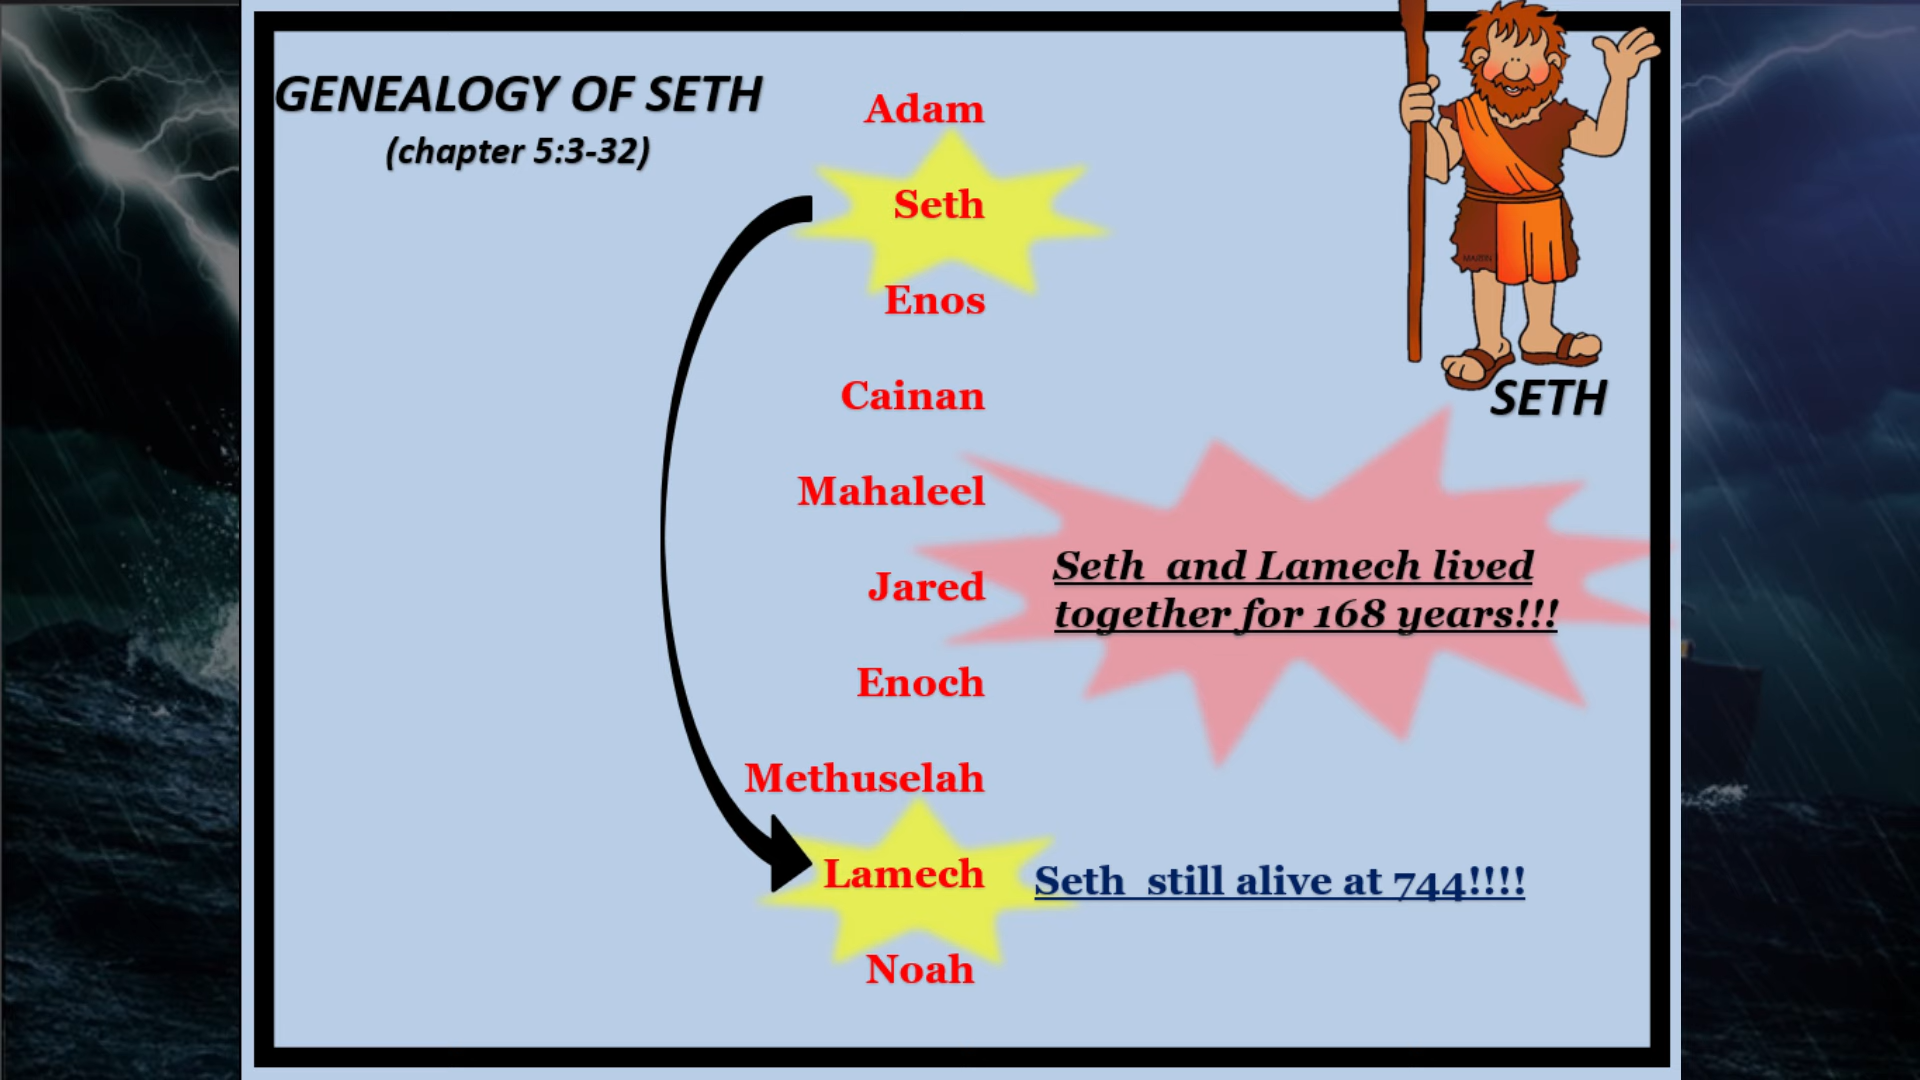 GENEALOGY OF SETH
(chapter 5:3-32)
Adam
Seth
Enos
Cainan
Mahaleel
Jared
Enoch
Methuselah
Lamech
Noah
SETH
Seth and Lamech lived
together for 168 years!!!
Seth still alive at 744!!!!